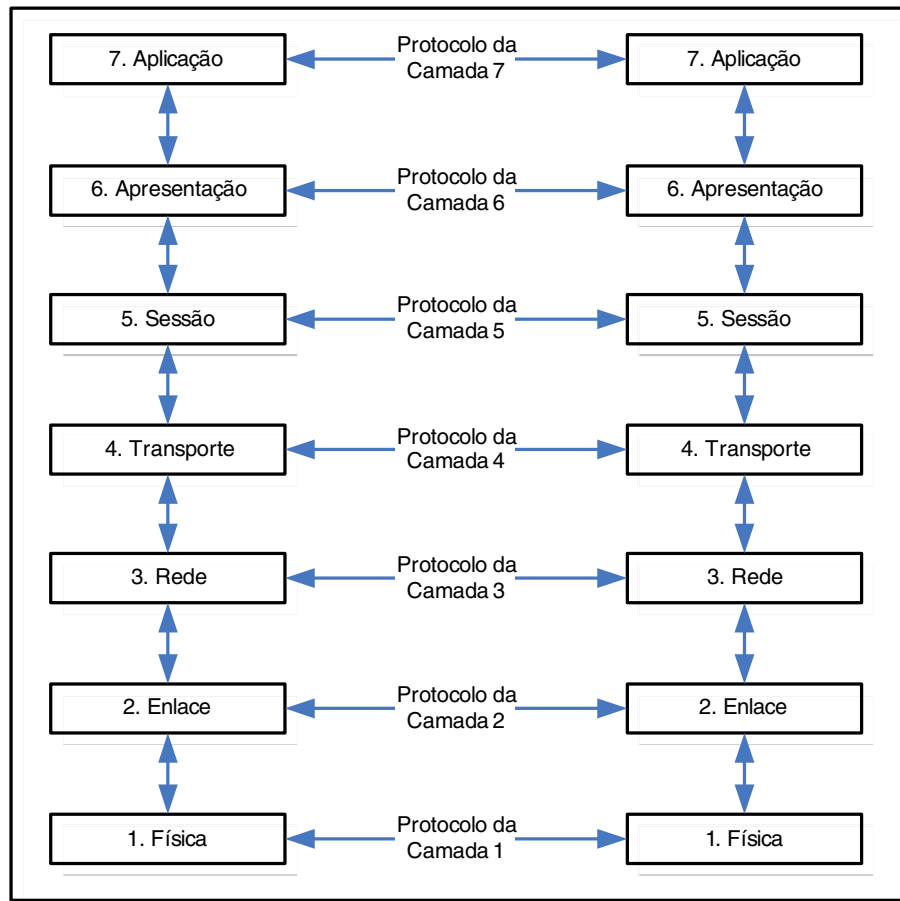 7. Aplicação
Protocolo da
Camada 7
7. Aplicação
6. Apresentação
Protocolo da
Camada 6
6. Apresentação
5. Sessão
Protocolo da
Camada 5
5. Sessão
4. Transporte
Protocolo da
Camada 4
4. Transporte
3. Rede
Protocolo da
Camada 3
3. Rede
2. Enlace
Protocolo da
Camada 2
2. Enlace
1. Física
Protocolo da
Camada 1
1. Física